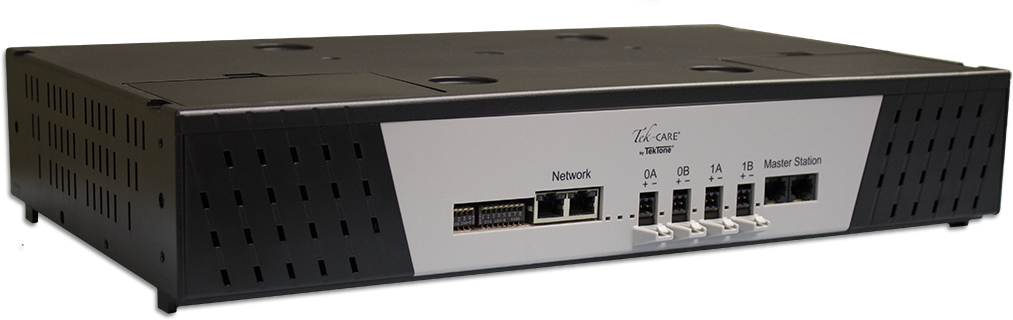 Tek-CARE®
by TekTone®
Network
0A
0B
1A
1B
Master Station
+ -
+ -
+ -
+ -